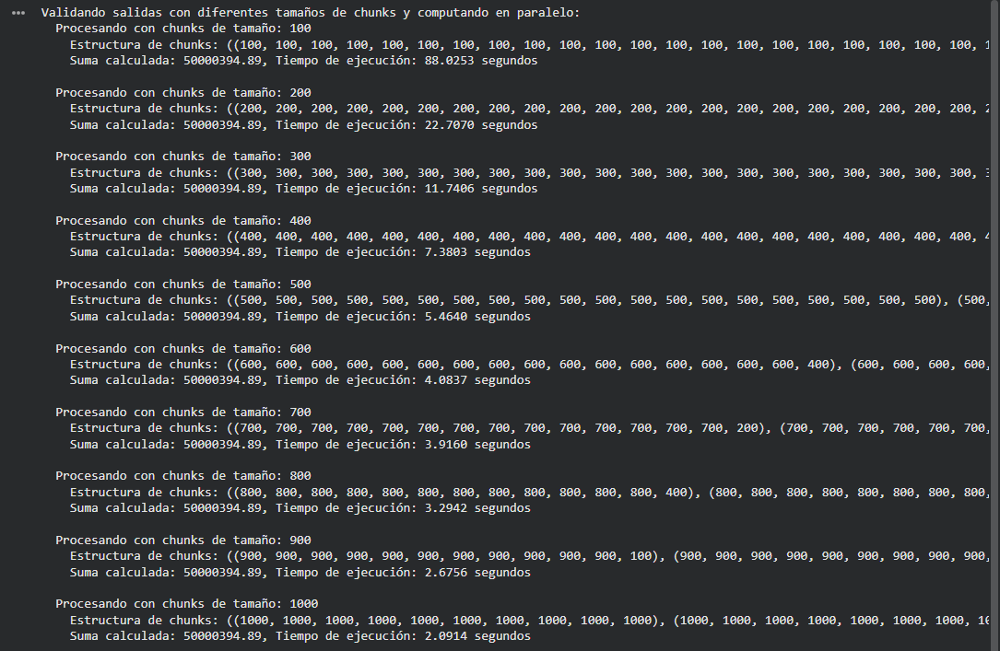 Validando salidas con diferentes tamaños de chunks y computando en paralelo:
Procesando con chunks de tamaño: 100
Estructura de chunks: ((100, 100, 100, 100, 100, 100, 100, 100, 100, 100, 100, 100, 100, 100, 100, 100, 100, 100, 100, 100, 100, 1
Suma calculada: 50000394.89, Tiempo de ejecución: 88.0253 segundos
Procesando con chunks de tamaño: 200
Estructura de chunks: ((200, 200, 200, 200, 200, 200, 200, 200, 200, 200, 200, 200, 200, 200, 200, 200, 200, 200, 200, 200, 200, 2
Suma calculada: 50000394.89, Tiempo de ejecución: 22.7070 segundos
Procesando con chunks de tamaño: 300
Estructura de chunks: ((300, 300, 300, 300, 300, 300, 300, 300, 300, 300, 300, 300, 300, 300, 300, 300, 300, 300, 300, 300, 300, 3
Suma calculada: 50000394.89, Tiempo de ejecución: 11.7406 segundos
Procesando con chunks de tamaño: 400
Estructura de chunks: ((400, 400, 400, 400, 400, 400, 400, 400, 400, 400, 400, 400, 400, 400, 400, 400, 400, 400, 400, 400, 400, 4
Suma calculada: 50000394.89, Tiempo de ejecución: 7.3803 segundos
Procesando con chunks de tamaño: 500
Estructura de chunks: ((500, 500, 500, 500, 500, 500, 500, 500, 500, 500, 500, 500, 500, 500, 500, 500, 500, 500, 500, 500), (500,
Suma calculada: 50000394.89, Tiempo de ejecución: 5.4640 segundos
Procesando con chunks de tamaño: 600
Estructura de chunks: ((600, 600, 600, 600, 600, 600, 600, 600, 600, 600, 600, 600, 600, 600, 600, 600, 400), (600, 600, 600, 600,
Suma calculada: 50000394.89, Tiempo de ejecución: 4.0837 segundos
Procesando con chunks de tamaño: 700
Estructura de chunks: ((700, 700, 700, 700, 700, 700, 700, 700, 700, 700, 700, 700, 700, 700, 200), (700, 700, 700, 700, 700, 700,
Suma calculada: 50000394.89, Tiempo de ejecución: 3.9160 segundos
Procesando con chunks de tamaño: 800
Estructura de chunks: ((800, 800, 800, 800, 800, 800, 800, 800, 800, 800, 800, 800, 400), (800, 800, 800, 800, 800, 800, 800, 800,
Suma calculada: 50000394.89, Tiempo de ejecución: 3.2942 segundos
Procesando con chunks de tamaño: 900
Estructura de chunks: ((900, 900, 900, 900, 900, 900, 900, 900, 900, 900, 900, 100), (900, 900, 900, 900, 900, 900, 900, 900, 900,
Suma calculada: 50000394.89, Tiempo de ejecución: 2.6756 segundos
Procesando con chunks de tamaño: 1000
Estructura de chunks: ((1000, 1000, 1000, 1000, 1000, 1000, 1000, 1000, 1000, 1000), (1000, 1000, 1000, 1000, 1000, 1000, 1000, 10
Suma calculada: 50000394.89, Tiempo de ejecución: 2.0914 segundos